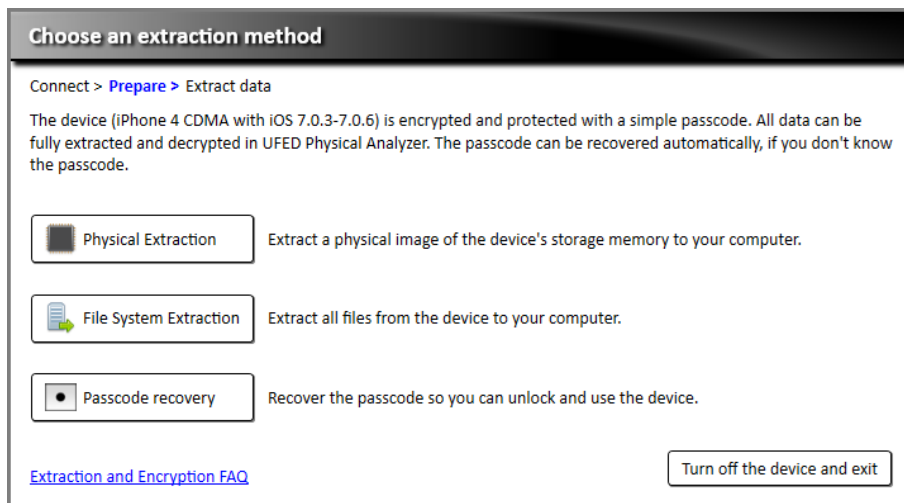 Choose an extraction method
Connect > Prepare > Extract data
The device (iPhone 4 CDMA with iOS 7.0.3-7.0.6) is encrypted and protected with a simple passcode. All data can be
fully extracted and decrypted in UFED Physical Analyzer. The passcode can be recovered automatically, if you don't know
the passcode.
Physical Extraction Extract a physical image of the device's storage memory to your computer.
File System Extraction Extract all files from the device to your computer.
Passcode recovery Recover the passcode so you can unlock and use the device.
Extraction and Encryption FAQ Turn off the device and exit